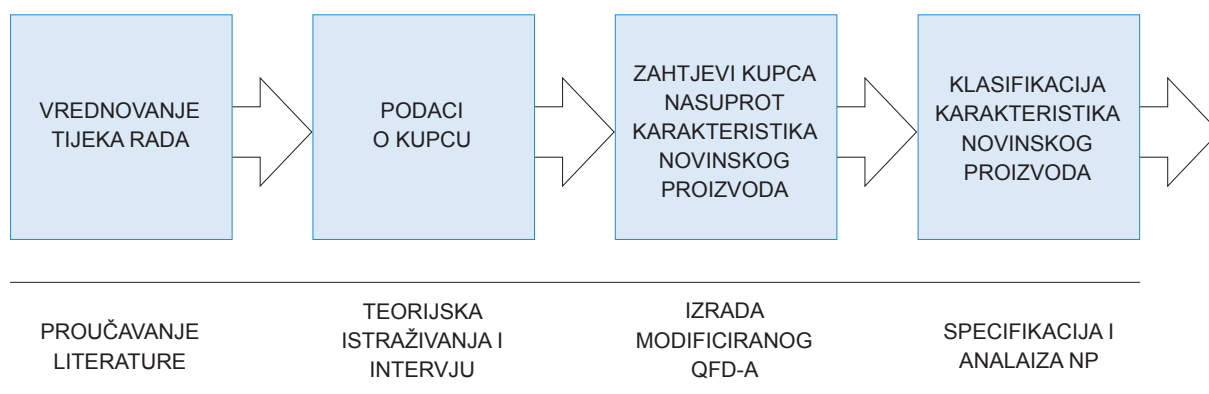 VREDNOVANJE
TIJEKA RADA
PODACI
O KUPCU
ZAHTJEVI KUPCA
NASUPROT
KARAKTERISTIKA
NOVINSKOG
PROIZVODA
KLASIFIKACIJA
KARAKTERISTIKA
NOVINSKOG
PROIZVODA
PROUČAVANJE
LITERATURE
TEORIJSKA
ISTRAŽIVANJA I
INTERVJU
IZRADA
MODIFICIRANOG
QFD-A
SPECIFIKACIJA I
ANALAIZA NP